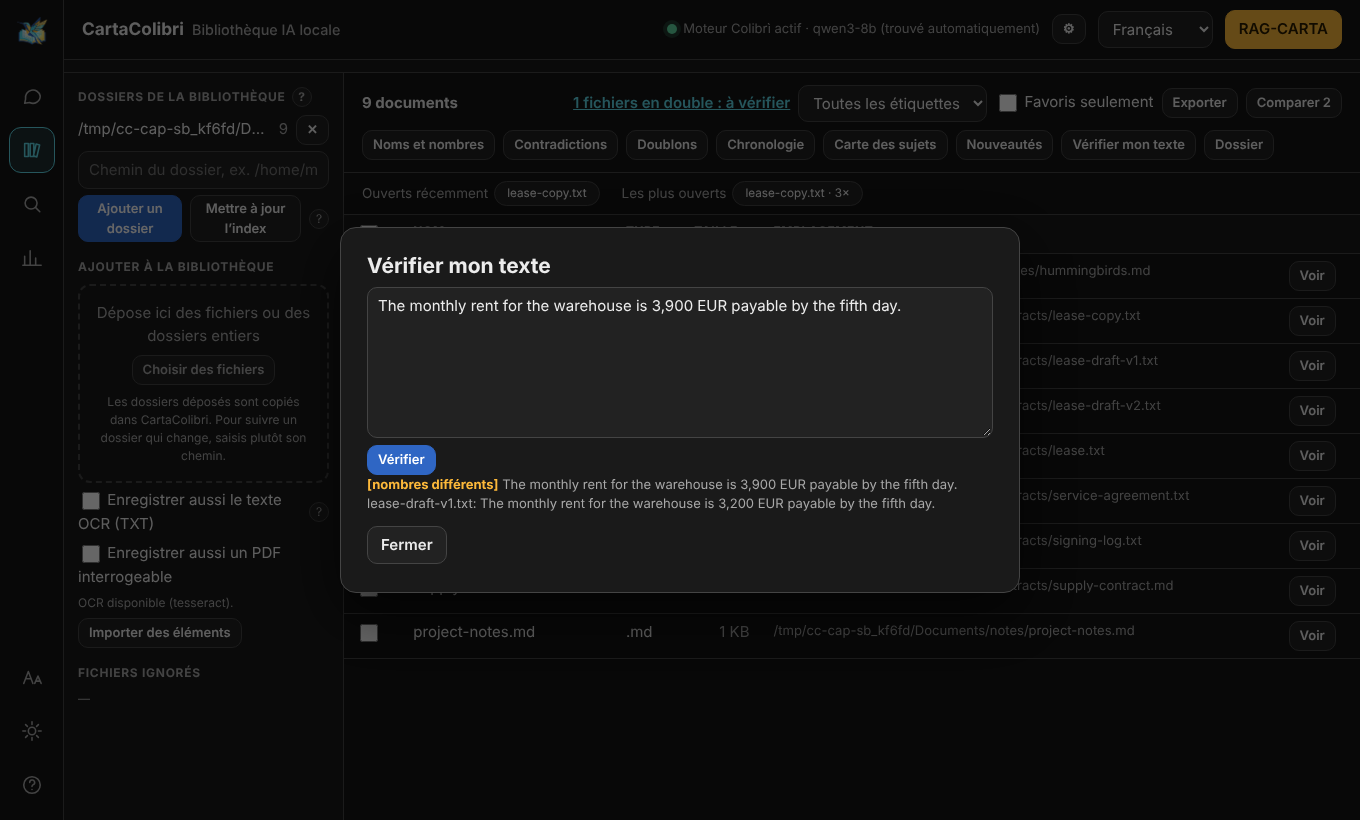 CartaColibri Bibliothèque IA locale
Moteur Colibri actif · qwen3-8b (trouvé automatiquement)
Français
RAG-CARTA
DOSSIERS DE LA BIBLIOTHÈQUE ?
/tmp/cc-cap-sb_kf6fd/D... 9 ×
Chemin du dossier, ex. /home/m
Ajouter un dossier
Mettre à jour l'index
?
AJOUTER À LA BIBLIOTHÈQUE
Dépose ici des fichiers ou des
dossiers entiers
Choisir des fichiers
Les dossiers déposés sont copiés
dans CartaColibri. Pour suivre un
dossier qui change, saisis plutôt son
chemin.
Enregistrer aussi le texte
OCR (TXT)
?
Enregistrer aussi un PDF
interrogeable
OCR disponible (tesseract).
Importer des éléments
FICHIERS IGNORÉS
—
9 documents
1 fichiers en double : à vérifier
Toutes les étiquettes
Favoris seulement
Exporter
Comparer 2
Noms et nombres
Contradictions
Doublons
Chronologie
Carte des sujets
Nouveautés
Vérifier mon texte
Dossier
Ouverts récemment lease-copy.txt
Les plus ouverts lease-copy.txt · 3×
Vérifier mon texte
The monthly rent for the warehouse is 3,900 EUR payable by the fifth day.
Vérifier
[nombres différents] The monthly rent for the warehouse is 3,900 EUR payable by the fifth day.
lease-draft-v1.txt: The monthly rent for the warehouse is 3,200 EUR payable by the fifth day.
Fermer
es/hummingbirds.md Voir
racts/lease-copy.txt Voir
racts/lease-draft-v1.txt Voir
racts/lease-draft-v2.txt Voir
racts/lease.txt Voir
racts/service-agreement.txt Voir
racts/signing-log.txt Voir
racts/supply-contract.md Voir
project-notes.md .md 1 KB /tmp/cc-cap-sb_kf6fd/Documents/notes/project-notes.md Voir
AA
?